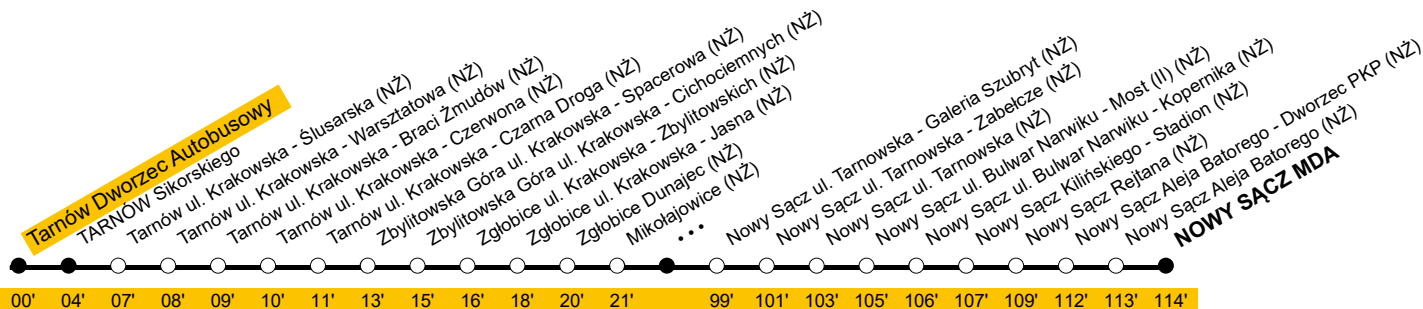 Tarnów Dworzec Autobusowy
TARNÓW Sikorskiego
Tarnów ul. Krakowska - Ślusarska (NŻ)
Tarnów ul. Krakowska - Warsztatowa (NŻ)
Tarnów ul. Krakowska - Braci Żmudów (NŻ)
Tarnów ul. Krakowska - Czerwona (NŻ)
Tarnów ul. Krakowska - Czarna Droga (NŻ)
Zbylitowska Góra ul. Krakowska - Spacerowa (NŻ)
Zbylitowska Góra ul. Krakowska - Cichociemnych (NŻ)
Zgłobice ul. Krakowska - Zbylitowskich (NŻ)
Zgłobice ul. Krakowska - Jasna (NŻ)
Zgłobice Dunajec (NŻ)
Mikołajowice (NŻ)
...
Nowy Sącz ul. Tarnowska - Galeria Szubryt (NŻ)
Nowy Sącz ul. Tarnowska - Zabełcze (NŻ)
Nowy Sącz ul. Tarnowska (NŻ)
Nowy Sącz ul. Bulwar Narwiku - Most (II) (NŻ)
Nowy Sącz ul. Bulwar Narwiku - Kopernika (NŻ)
Nowy Sącz Kilińskiego - Stadion (NŻ)
Nowy Sącz Rejtana (NŻ)
Nowy Sącz Aleja Batorego - Dworzec PKP (NŻ)
Nowy Sącz Aleja Batorego (NŻ)
NOWY SĄCZ MDA
00' 04' 07' 08' 09' 10' 11' 13' 15' 16' 18' 20' 21' 99' 101' 103' 105' 106' 107' 109' 112' 113' 114'